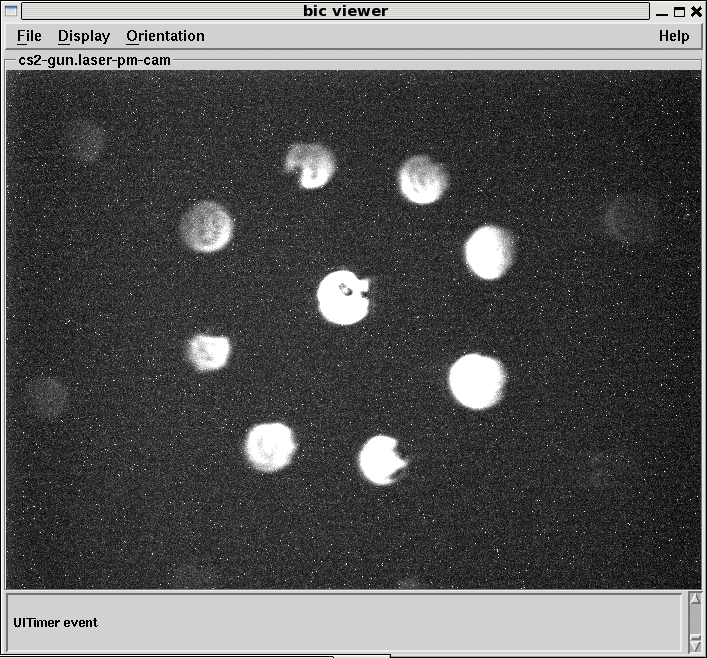 bic viewer
File Display Orientation Help
cs2-gun.laser-pm-cam
UITimer event